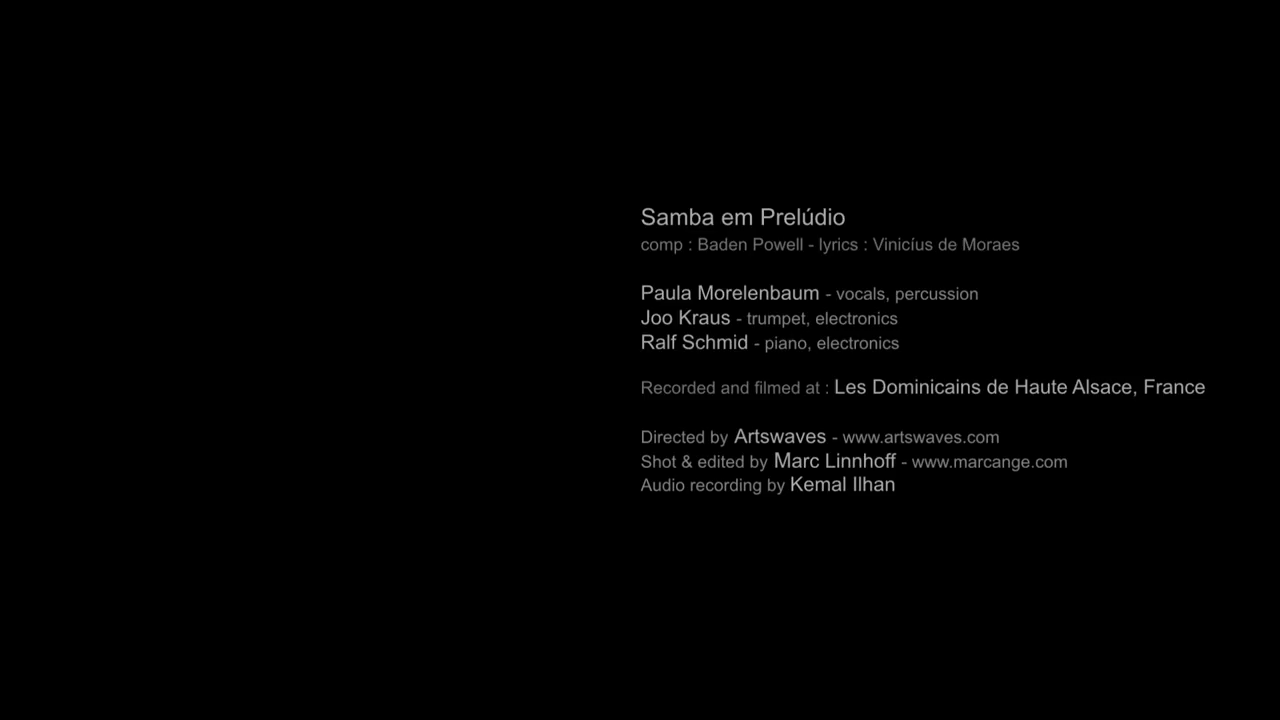 Samba em Prelúdio
comp : Baden Powell - lyrics : Vinicíus de Moraes
Paula Morelenbaum - vocals, percussion
Joo Kraus - trumpet, electronics
Ralf Schmid - piano, electronics
Recorded and filmed at : Les Dominicains de Haute Alsace, France
Directed by Artswaves - www.artswaves.com
Shot & edited by Marc Linnhoff - www.marcange.com
Audio recording by Kemal Ilhan